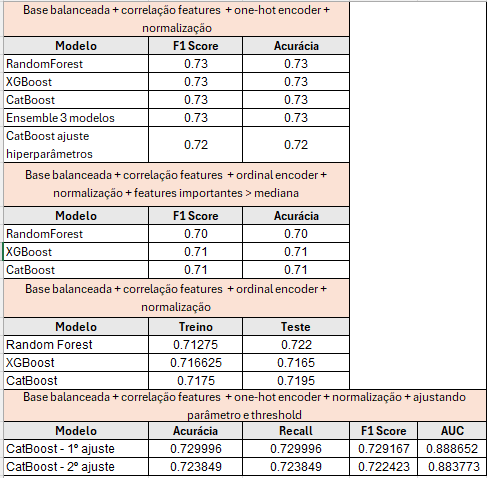 Base balanceada + correlação features + one-hot encoder +
normalização
Modelo F1 Score Acurácia
RandomForest 0.73 0.73
XGBoost 0.73 0.73
CatBoost 0.73 0.73
Ensemble 3 modelos 0.73 0.73
CatBoost ajuste
hiperparâmetros 0.72 0.72
Base balanceada + correlação features + ordinal encoder +
normalização + features importantes > mediana
Modelo F1 Score Acurácia
RandomForest 0.70 0.70
XGBoost 0.71 0.71
CatBoost 0.71 0.71
Base balanceada + correlação features + ordinal encoder +
normalização
Modelo Treino Teste
Random Forest 0.71275 0.722
XGBoost 0.716625 0.7165
CatBoost 0.7175 0.7195
Base balanceada + correlação features + one-hot encoder + normalização + ajustando
parâmetro e threshold
Modelo Acurácia Recall F1 Score AUC
CatBoost - 1º ajuste 0.729996 0.729996 0.729167 0.888652
CatBoost - 2º ajuste 0.723849 0.723849 0.722423 0.883773